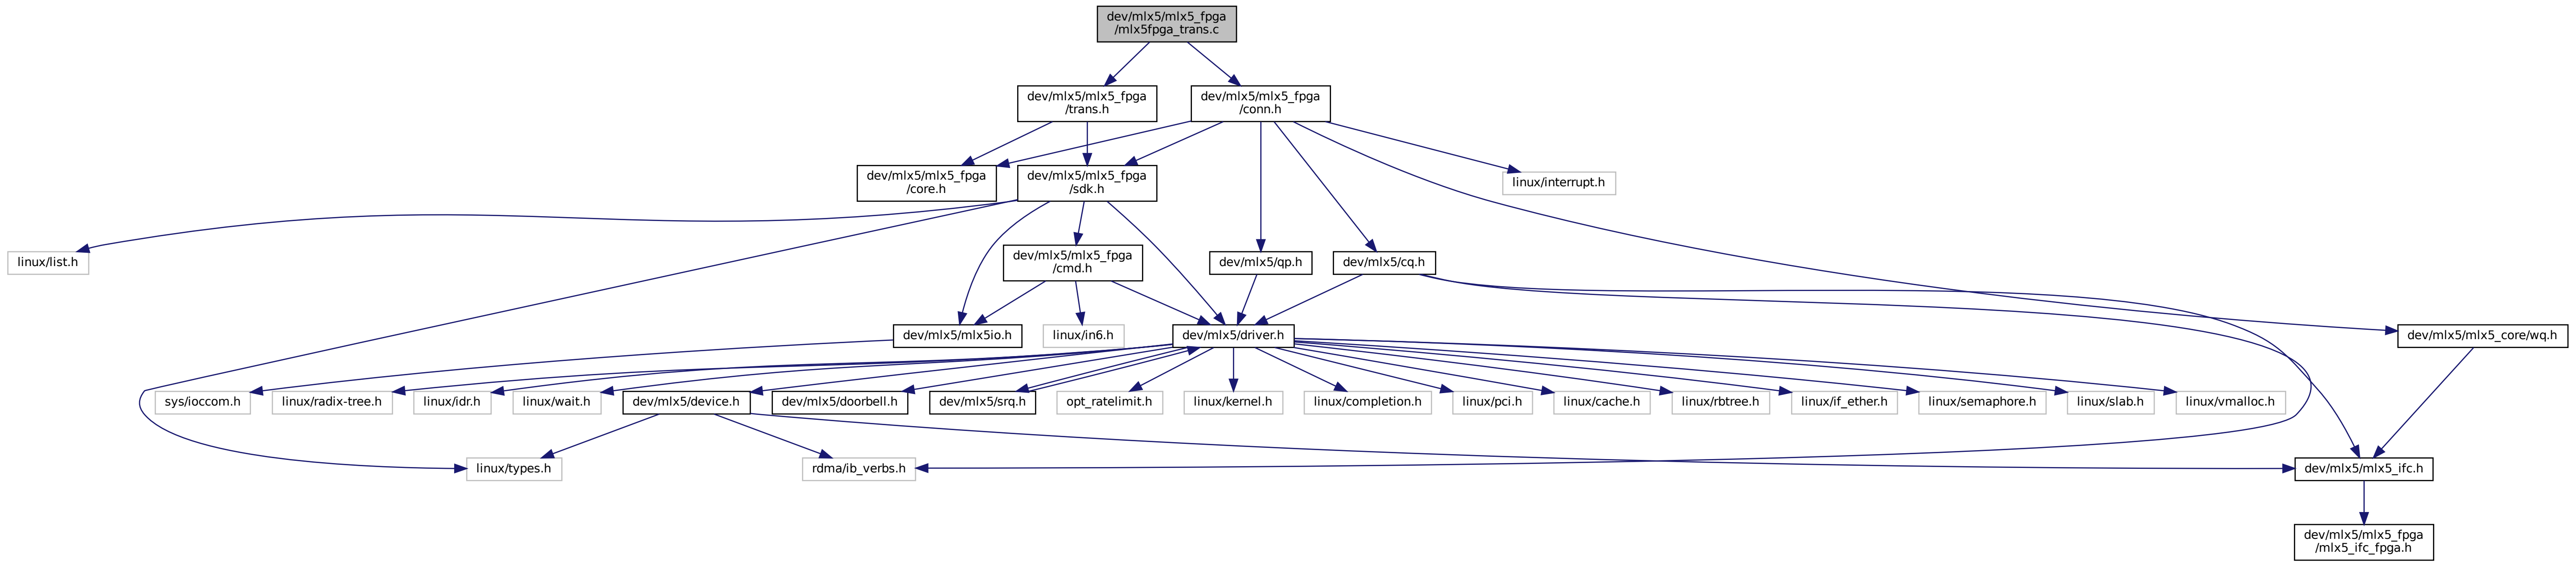 dev/mlx5/mlx5_fpga
/mlx5fpga_trans.c
dev/mlx5/mlx5_fpga
/trans.h
dev/mlx5/mlx5_fpga
/conn.h
dev/mlx5/mlx5_fpga
/core.h
dev/mlx5/mlx5_fpga
/sdk.h
linux/interrupt.h
linux/list.h
dev/mlx5/mlx5_fpga
/cmd.h
dev/mlx5/qp.h
dev/mlx5/cq.h
dev/mlx5/mlx5io.h
linux/in6.h
dev/mlx5/driver.h
dev/mlx5/mlx5_core/wq.h
sys/ioccom.h
linux/radix-tree.h
linux/idr.h
linux/wait.h
dev/mlx5/device.h
dev/mlx5/doorbell.h
dev/mlx5/srq.h
opt_ratelimit.h
linux/kernel.h
linux/completion.h
linux/pci.h
linux/cache.h
linux/rbtree.h
linux/if_ether.h
linux/semaphore.h
linux/slab.h
linux/vmalloc.h
linux/types.h
rdma/ib_verbs.h
dev/mlx5/mlx5_ifc.h
dev/mlx5/mlx5_fpga
/mlx5_ifc_fpga.h